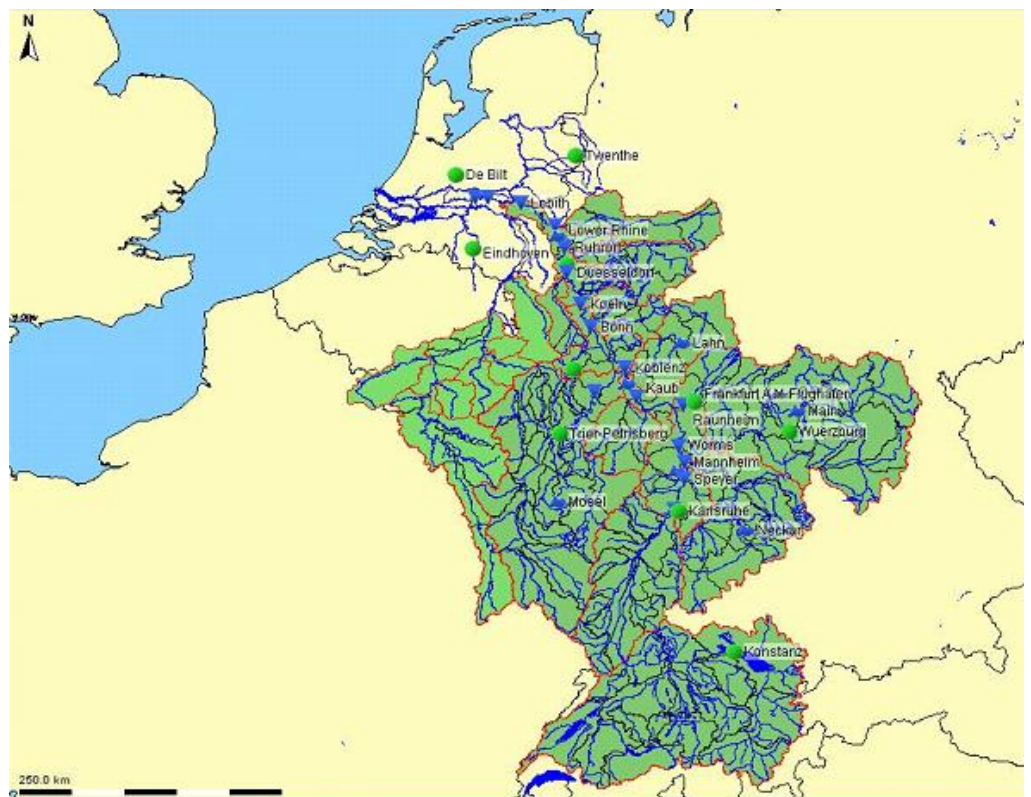 N
Twenthe
De Bilt
Lobith
Lower Rhine
Ruhrort
Eindhoven
Duesseldorf
Koeln
Bonn
Lahn
Koblenz
Kaub
Frankfurt A M-Flughafen
Main
Raunheim
Wuerzburg
Trier-Petrisberg
Worms
Mannheim
Speyer
Mosel
Karlsruhe
Neckar
Konstanz
250.0 km